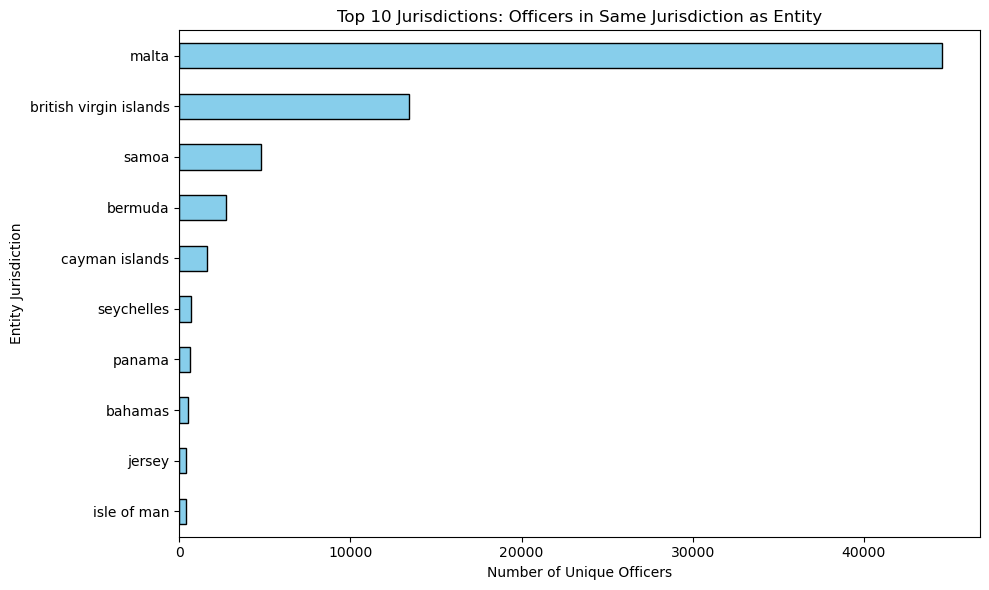 Top 10 Jurisdictions: Officers in Same Jurisdiction as Entity
Entity Jurisdiction
malta
british virgin islands
samoa
bermuda
cayman islands
seychelles
panama
bahamas
jersey
isle of man
0 10000 20000 30000 40000
Number of Unique Officers